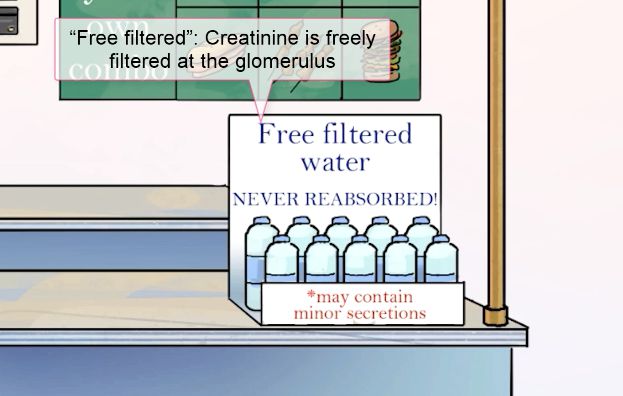 own
combo
“Free filtered”: Creatinine is freely
filtered at the glomerulus
Free filtered
water
NEVER REABSORBED!
*may contain
minor secretions